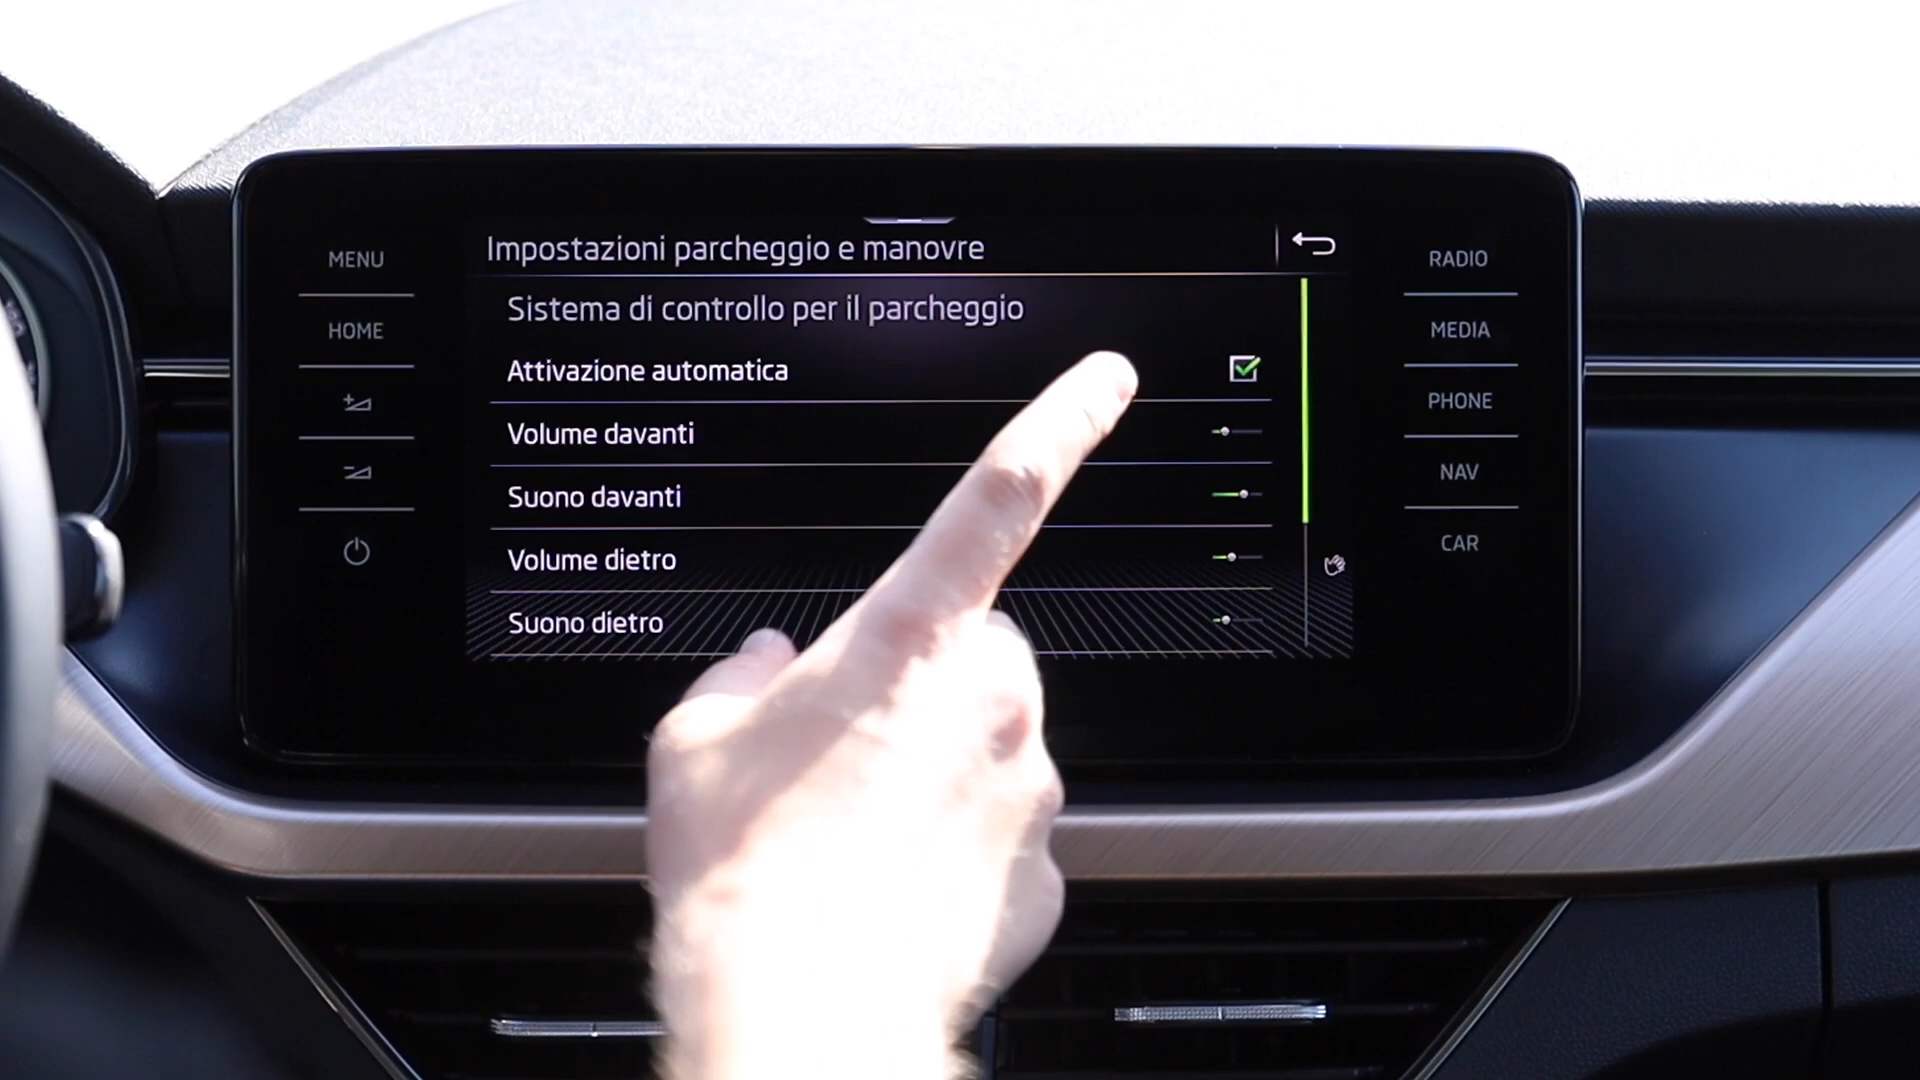 MENU
HOME
Impostazioni parcheggio e manovre
Sistema di controllo per il parcheggio
Attivazione automatica
Volume davanti
Suono davanti
Volume dietro
Suono dietro
RADIO
MEDIA
PHONE
NAV
CAR